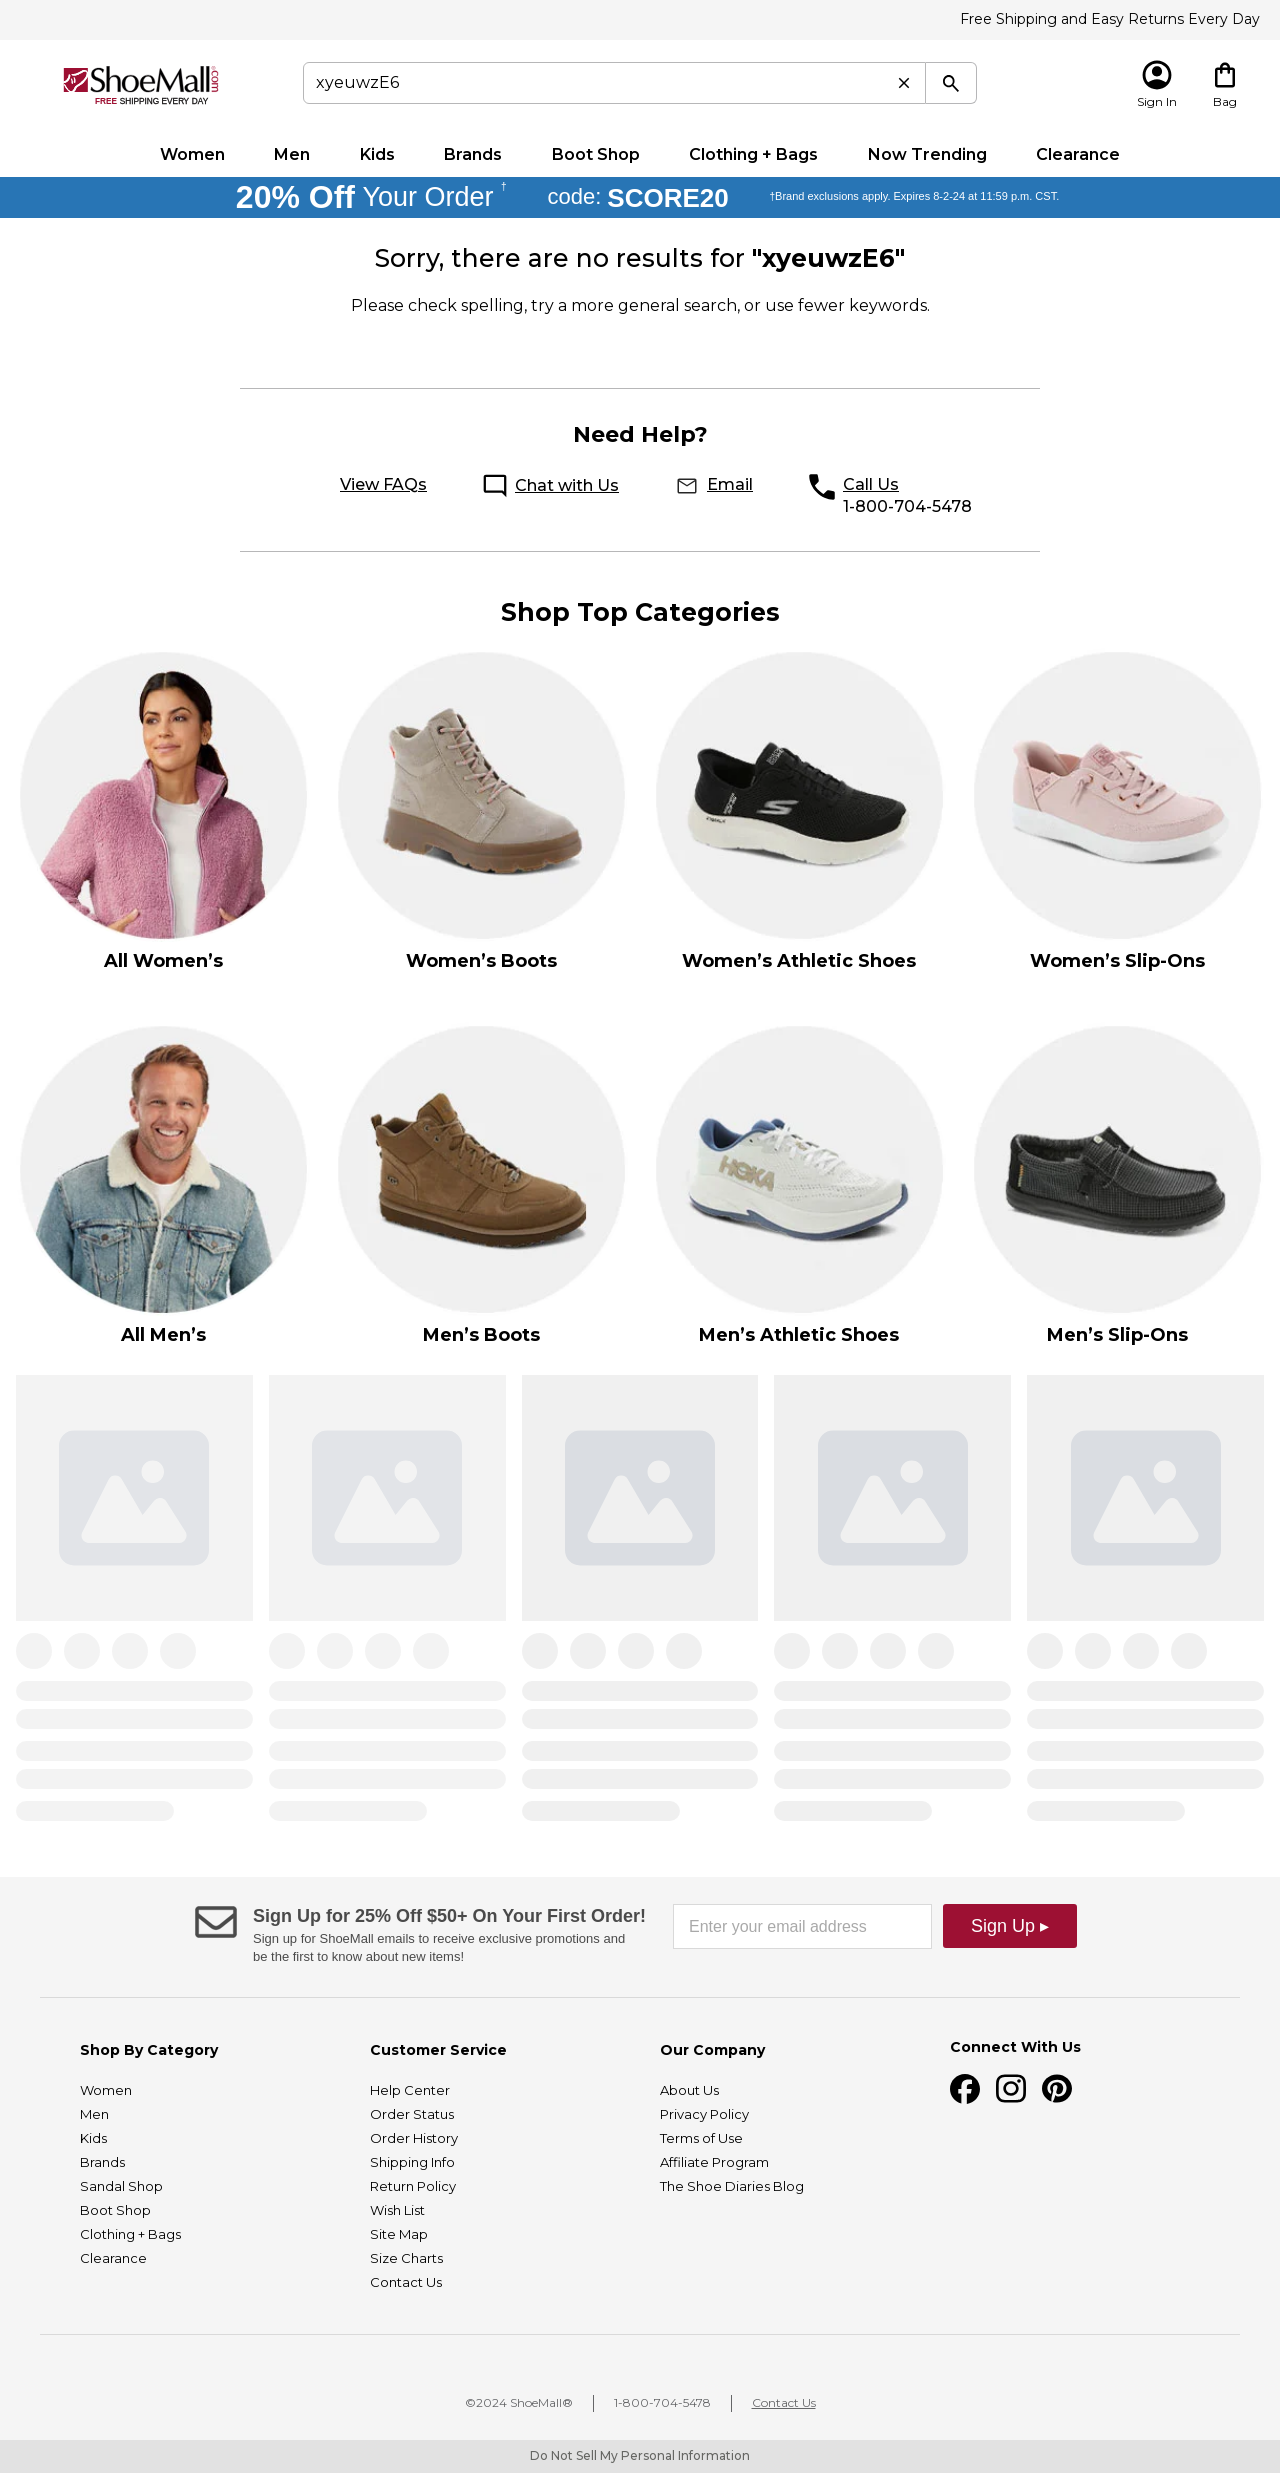 Free Shipping and Easy Returns Every Day
ShoeMall.com
FREE SHIPPING EVERY DAY
xyeuwzE6
Sign In
Bag
Women Men Kids Brands Boot Shop Clothing + Bags Now Trending Clearance
20% Off Your Order † code: SCORE20 †Brand exclusions apply. Expires 8-2-24 at 11:59 p.m. CST.
Sorry, there are no results for "xyeuwzE6"
Please check spelling, try a more general search, or use fewer keywords.
Need Help?
View FAQs
Chat with Us
Email
Call Us
1-800-704-5478
Shop Top Categories
All Women’s
Women’s Boots
Women’s Athletic Shoes
Women’s Slip-Ons
HOKA
All Men’s
Men’s Boots
Men’s Athletic Shoes
Men’s Slip-Ons
Sign Up for 25% Off $50+ On Your First Order!
Sign up for ShoeMall emails to receive exclusive promotions and
be the first to know about new items!
Enter your email address
Sign Up ▸
Shop By Category
Women
Men
Kids
Brands
Sandal Shop
Boot Shop
Clothing + Bags
Clearance
Customer Service
Help Center
Order Status
Order History
Shipping Info
Return Policy
Wish List
Site Map
Size Charts
Contact Us
Our Company
About Us
Privacy Policy
Terms of Use
Affiliate Program
The Shoe Diaries Blog
Connect With Us
©2024 ShoeMall®
1-800-704-5478
Contact Us
Do Not Sell My Personal Information